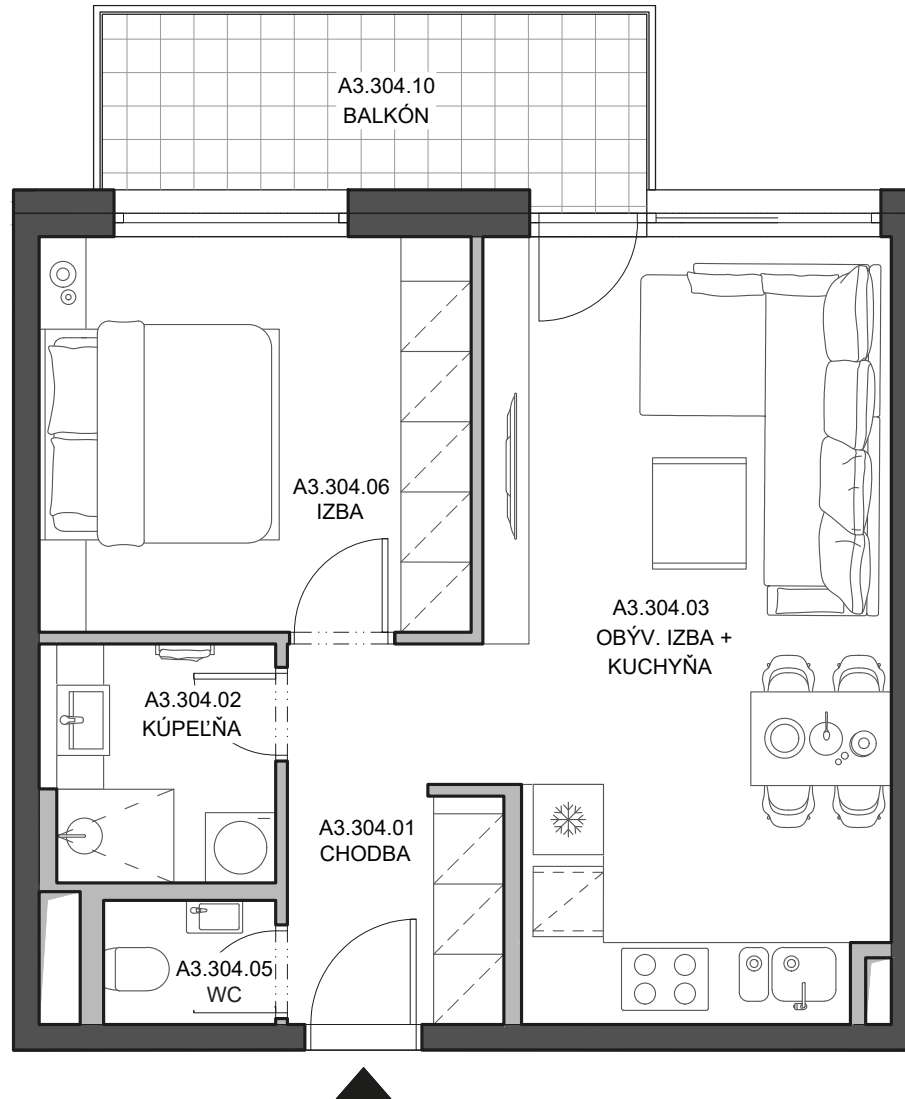 A3.304.10
BALKÓN
A3.304.06
IZBA
A3.304.03
OBÝV. IZBA +
KUCHYŇA
A3.304.02
KÚPEĽŇA
A3.304.01
CHODBA
A3.304.05
WC